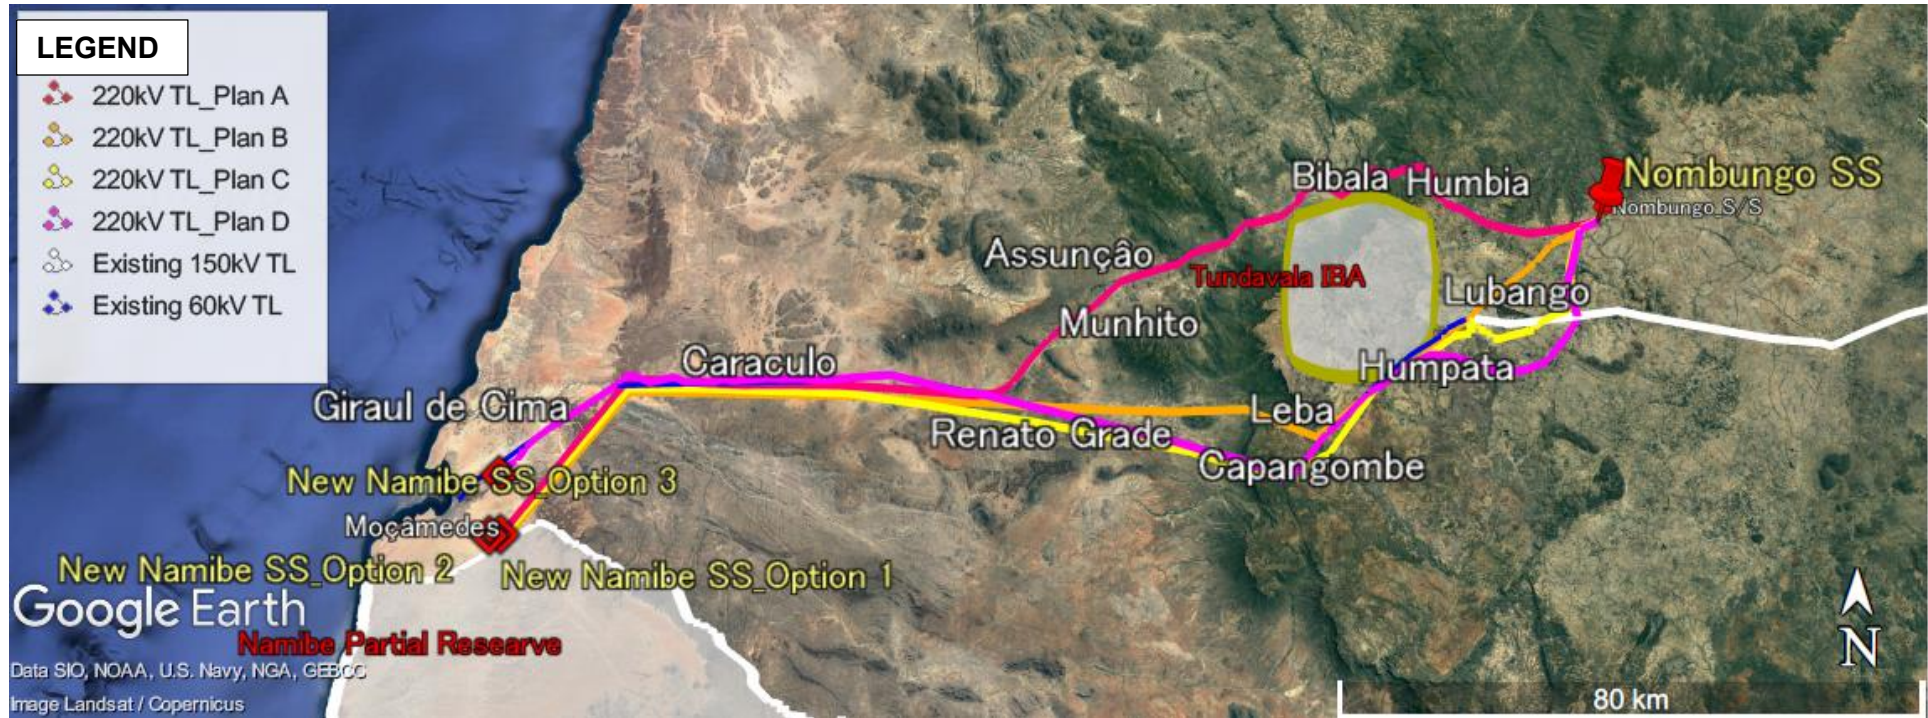 LEGEND
220kV TL_Plan A
220kV TL_Plan B
220kV TL_Plan C
220kV TL_Plan D
Existing 150kV TL
Existing 60kV TL
Bibala
Humbia
Nombungo SS
Nombungo_S/S
Assunçâo
Tundavala IBA
Lubango
Munhito
Caraculo
Humpata
Giraul de Cima
Leba
Renato Grade
Capangombe
New Namibe SS_Option 3
Moçâmedes
New Namibe SS_Option 2
New Namibe SS_Option 1
Google Earth
Namibe Partial Researve
Data SIO, NOAA, U.S. Navy, NGA, GEBCO
Image Landsat / Copernicus
N
80 km